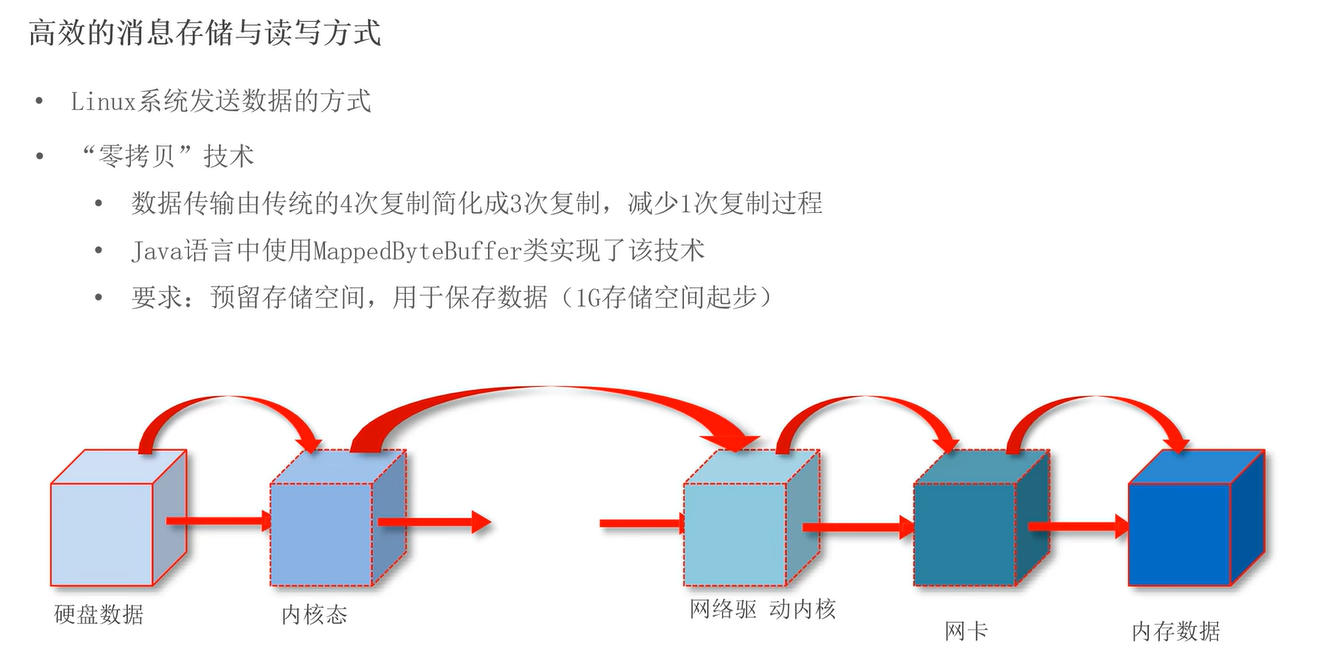 高效的消息存储与读写方式
• Linux系统发送数据的方式
• “零拷贝”技术
• 数据传输由传统的4次复制简化成3次复制，减少1次复制过程
• Java语言中使用MappedByteBuffer类实现了该技术
• 要求：预留存储空间，用于保存数据（1G存储空间起步）
硬盘数据
内核态
网络驱 动内核
网卡
内存数据